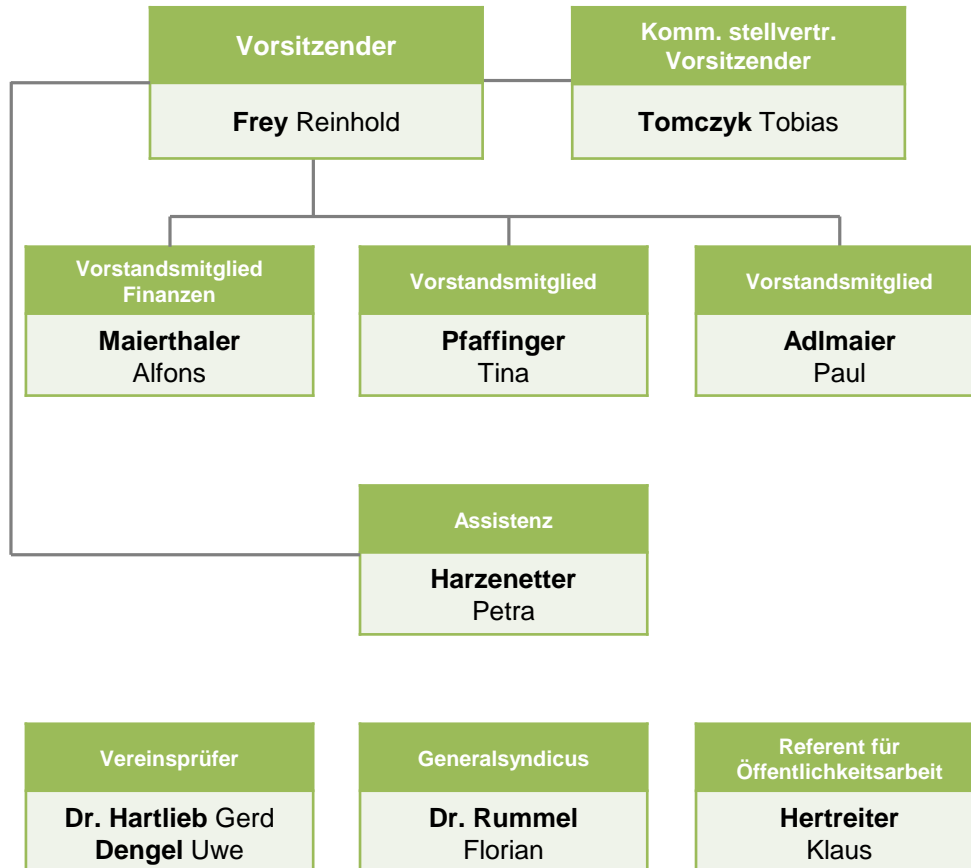 Vorsitzender
Frey Reinhold
Komm. stellvertr.
Vorsitzender
Tomczyk Tobias
Vorstandsmitglied
Finanzen
Maierthaler
Alfons
Vorstandsmitglied
Pfaffinger
Tina
Vorstandsmitglied
Adlmaier
Paul
Assistenz
Harzenetter
Petra
Vereinsprüfer
Dr. Hartlieb Gerd
Dengel Uwe
Generalsyndicus
Dr. Rummel
Florian
Referent für
Öffentlichkeitsarbeit
Hertreiter
Klaus